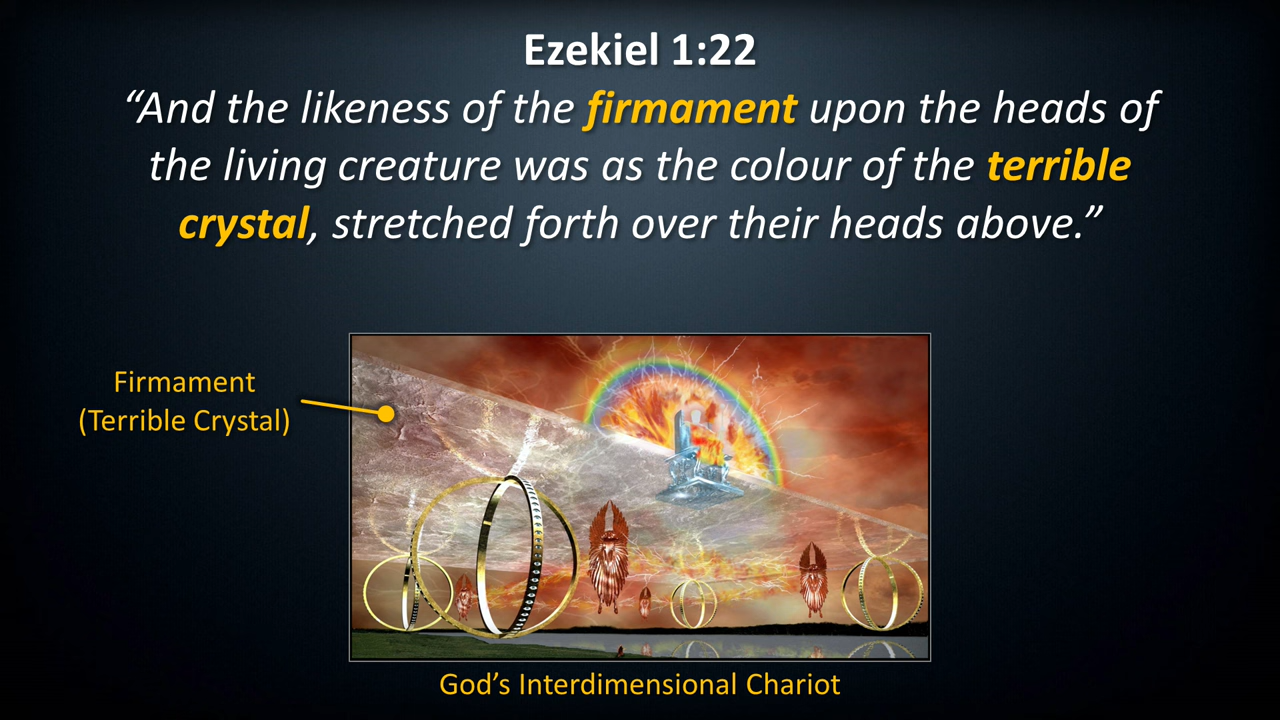 Ezekiel 1:22
“And the likeness of the firmament upon the heads of
the living creature was as the colour of the terrible
crystal, stretched forth over their heads above.”
Firmament
(Terrible Crystal)
God’s Interdimensional Chariot